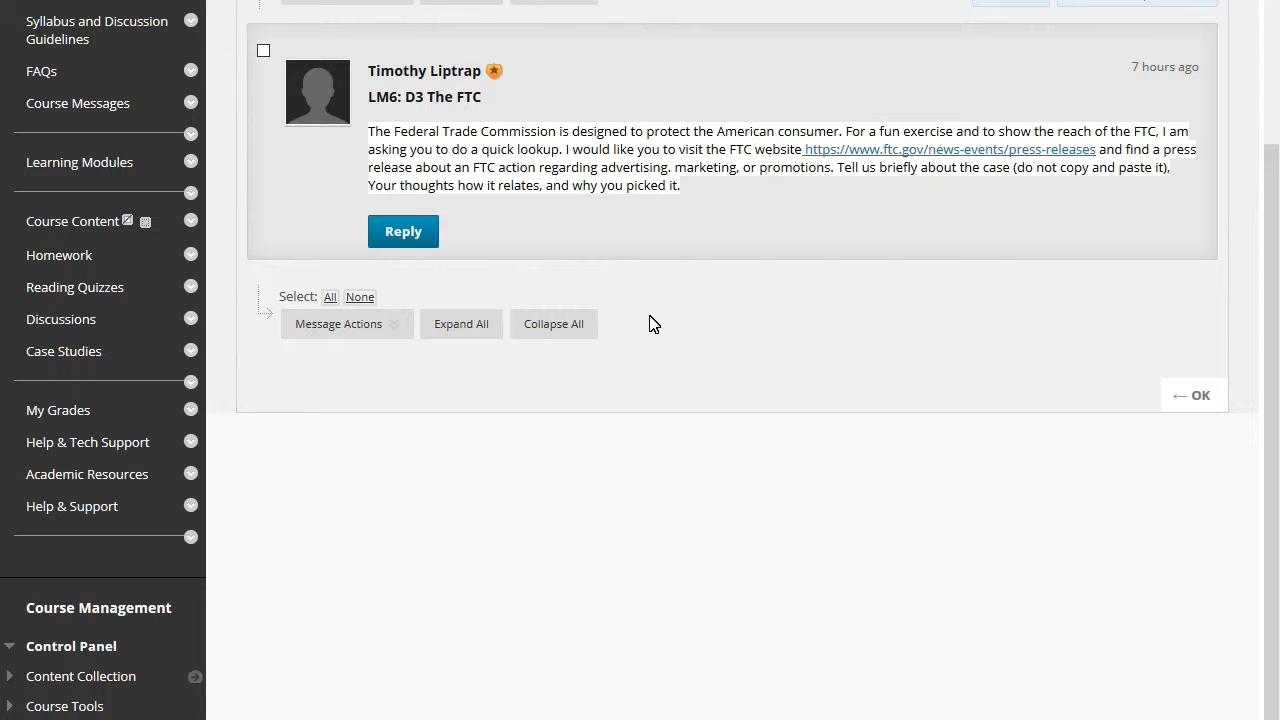 Syllabus and Discussion
Guidelines
FAQs
Course Messages
Learning Modules
Course Content
Homework
Reading Quizzes
Discussions
Case Studies
My Grades
Help & Tech Support
Academic Resources
Help & Support
Course Management
Control Panel
Content Collection
Course Tools
Timothy Liptrap
7 hours ago
LM6: D3 The FTC
The Federal Trade Commission is designed to protect the American consumer. For a fun exercise and to show the reach of the FTC, I am
asking you to do a quick lookup. I would like you to visit the FTC website https://www.ftc.gov/news-events/press-releases and find a press
release about an FTC action regarding advertising. marketing, or promotions. Tell us briefly about the case (do not copy and paste it),
Your thoughts how it relates, and why you picked it.
Reply
Select: All None
Message Actions Expand All Collapse All
← OK